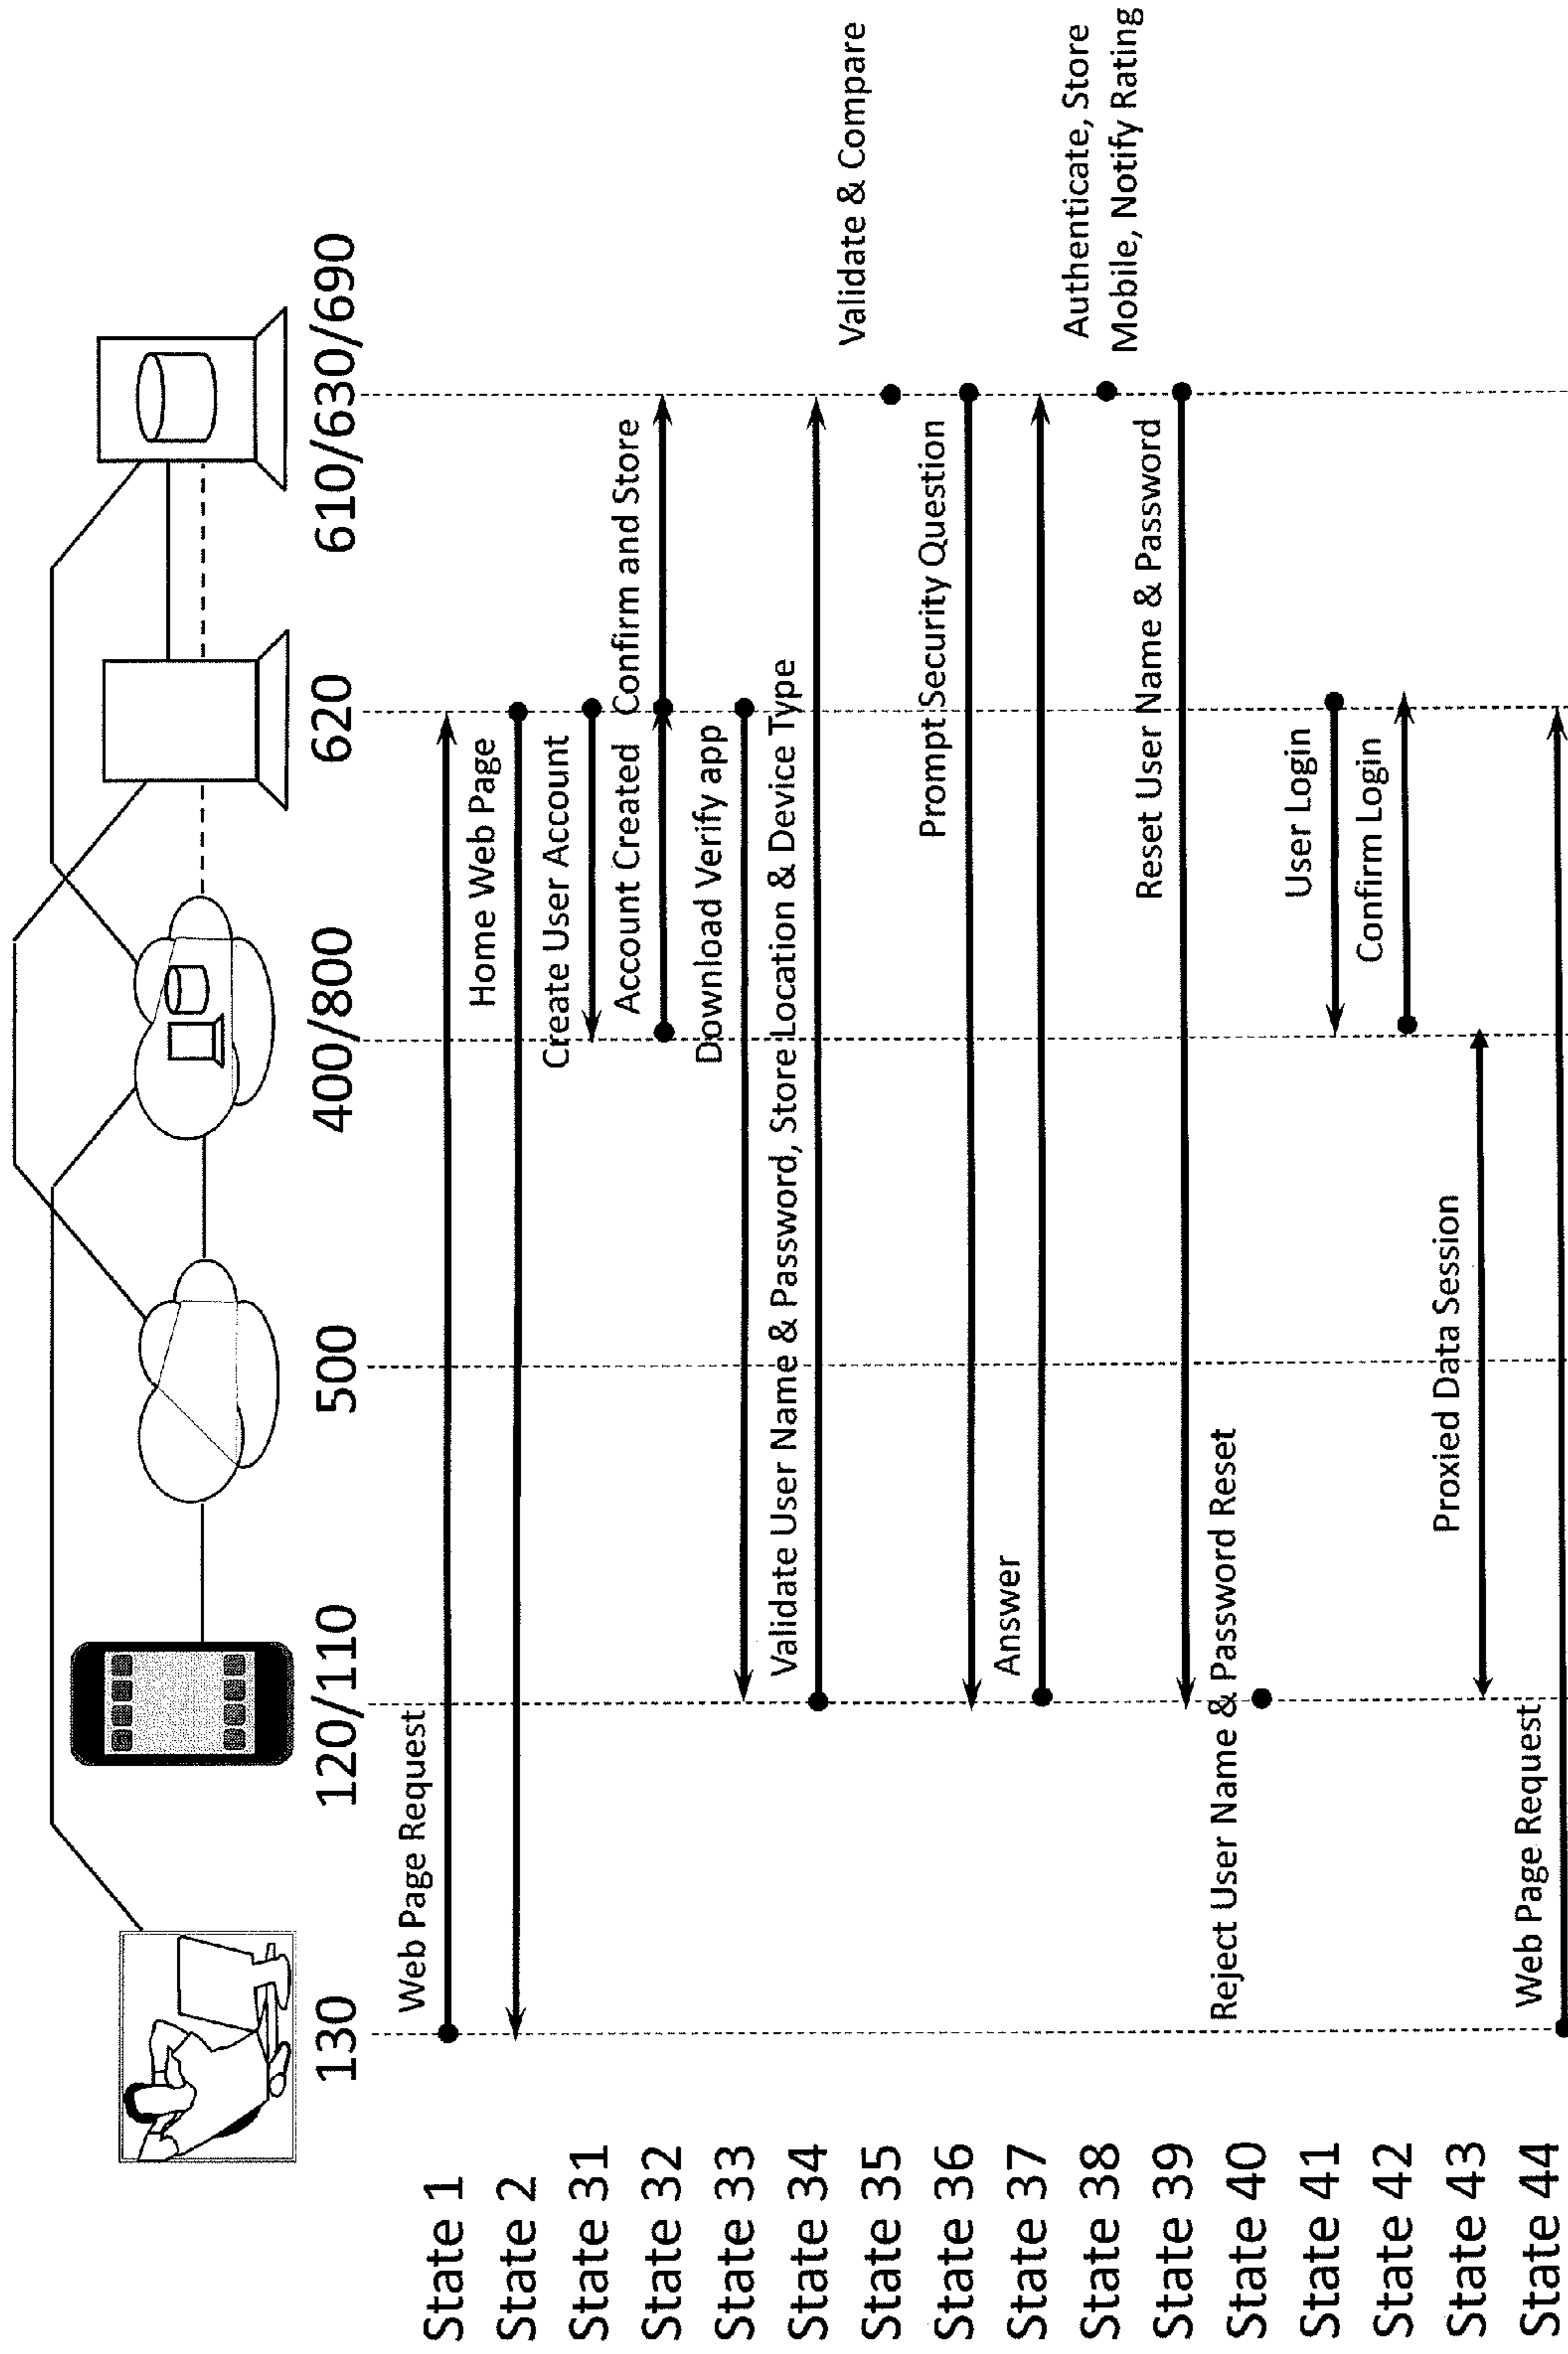 130
120/110
500
400/800
620
610/630/690
State 1
Web Page Request
State 2
Home Web Page
State 31
Create User Account
State 32
Account Created
Confirm and Store
State 33
Download Verify app
State 34
Validate User Name & Password, Store Location & Device Type
State 35
Validate & Compare
State 36
Prompt Security Question
State 37
Answer
State 38
Authenticate, Store
Mobile, Notify Rating
State 39
Reset User Name & Password
State 40
Reject User Name & Password Reset
State 41
User Login
State 42
Confirm Login
State 43
Proxied Data Session
State 44
Web Page Request